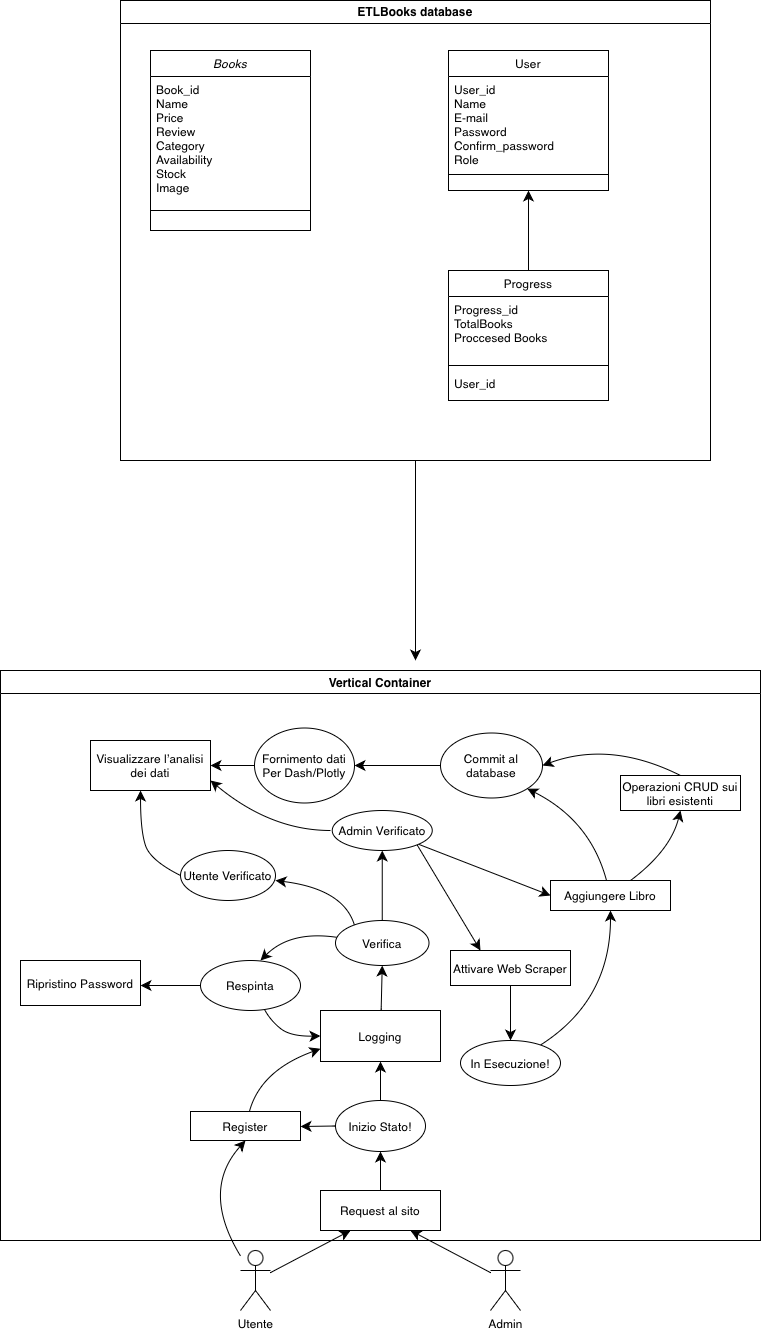 ETLBooks database
Books
Book_id
Name
Price
Review
Category
Availability
Stock
Image
User
User_id
Name
E-mail
Password
Confirm_password
Role
Progress
Progress_id
TotalBooks
Proccesed Books
User_id
Vertical Container
Visualizzare l'analisi
dei dati
Fornimento dati
Per Dash/Plotly
Commit al
database
Operazioni CRUD sui
libri esistenti
Admin Verificato
Utente Verificato
Aggiungere Libro
Verifica
Attivare Web Scraper
Ripristino Password
Respinta
Logging
In Esecuzione!
Register
Inizio Stato!
Request al sito
Utente
Admin